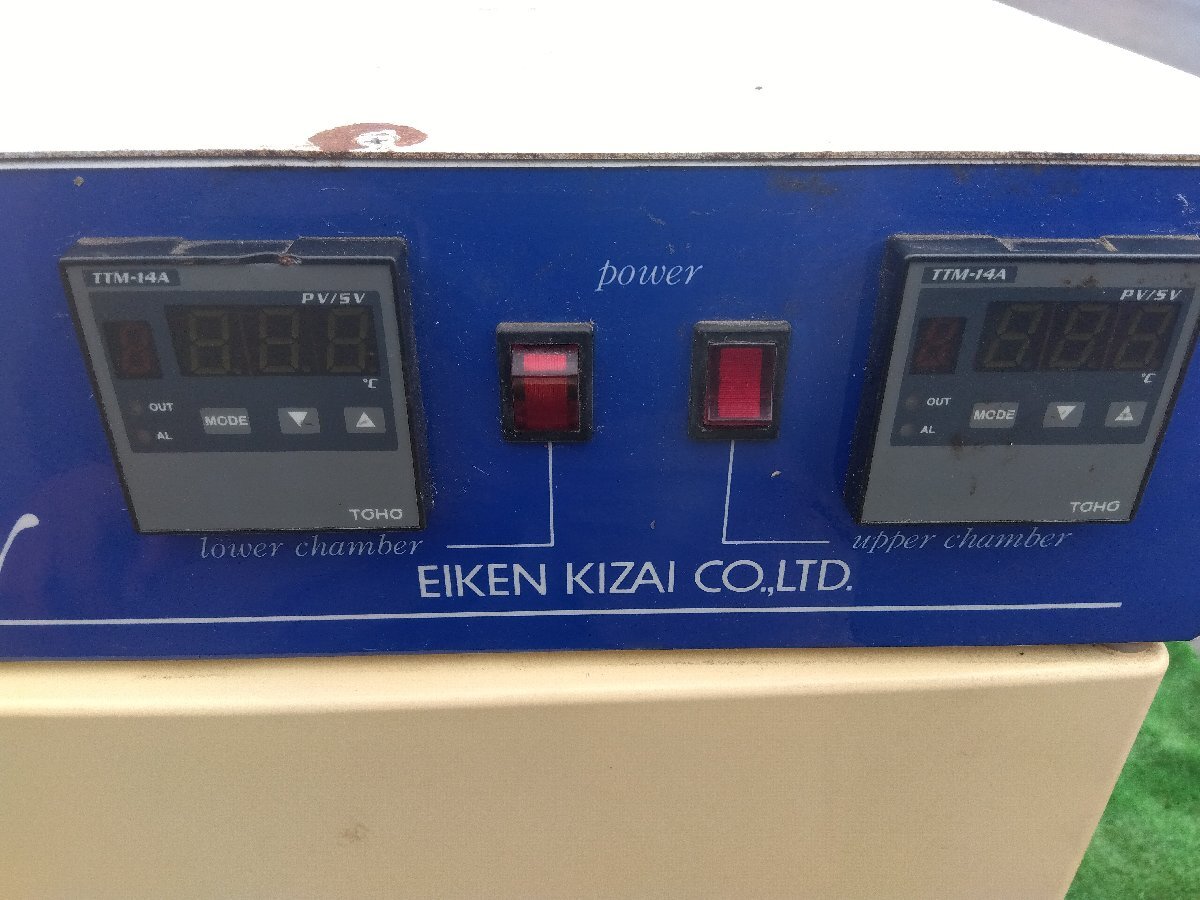 power
TTM-14A
PV/SV
°C
OUT
AL
MODE
TOHO
lower chamber
TTM-14A
PV/SV
°C
OUT
AL
MODE
TOHO
upper chamber
EIKEN KIZAI CO.,LTD.